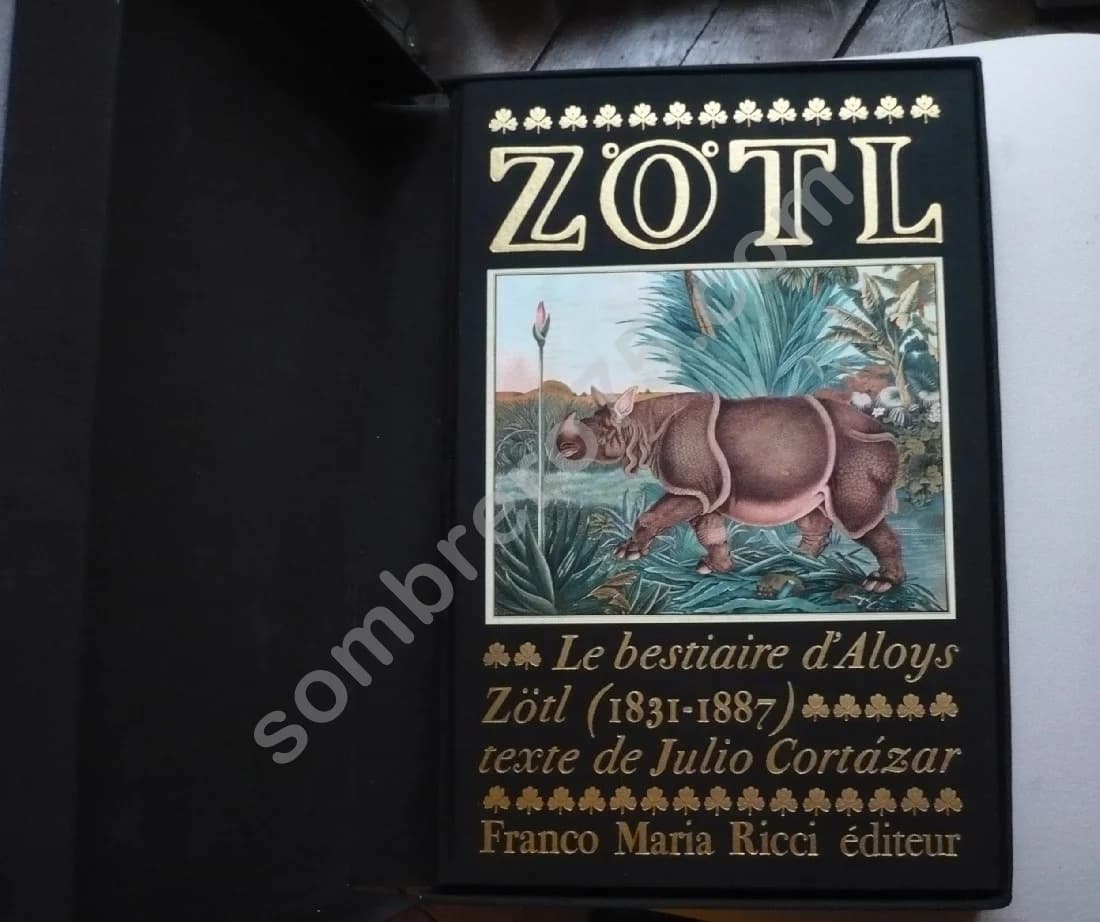 ZÖTL
Le bestiaire d'Aloys
Zötl (1831-1887)
texte de Julio Cortázar
Franco Maria Ricci éditeur